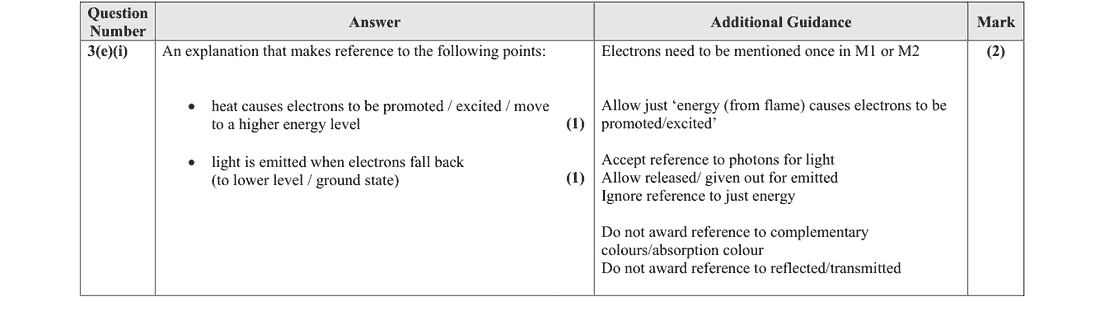 Question
Number
Answer
Additional Guidance
Mark
3(e)(i)
An explanation that makes reference to the following points:
Electrons need to be mentioned once in M1 or M2
(2)
• heat causes electrons to be promoted / excited / move
to a higher energy level
(1)
Allow just ‘energy (from flame) causes electrons to be
promoted/excited’
• light is emitted when electrons fall back
(to lower level / ground state)
(1)
Accept reference to photons for light
Allow released/ given out for emitted
Ignore reference to just energy
Do not award reference to complementary
colours/absorption colour
Do not award reference to reflected/transmitted